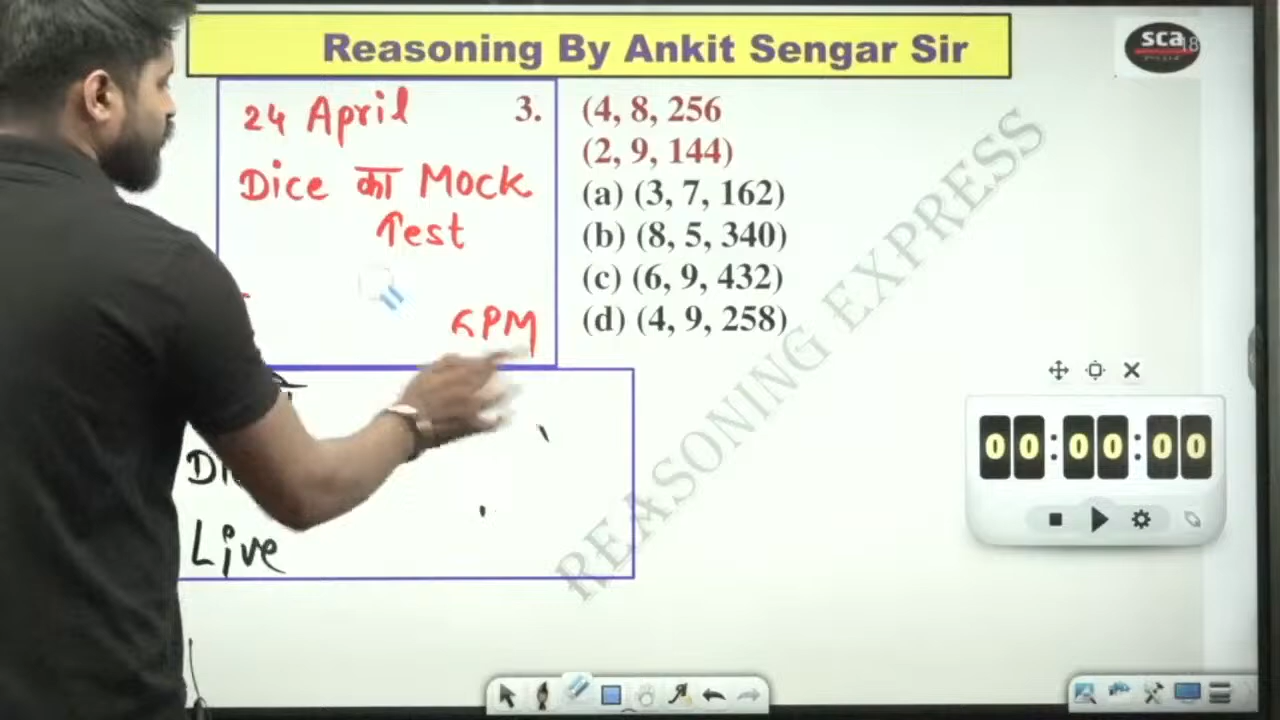 Reasoning By Ankit Sengar Sir
sca
18
24 April
Dice का Mock
Test
6PM
3. (4, 8, 256
(2, 9, 144)
(a) (3, 7, 162)
(b) (8, 5, 340)
(c) (6, 9, 432)
(d) (4, 9, 258)
Live
REASONING EXPRESS
00:00:00